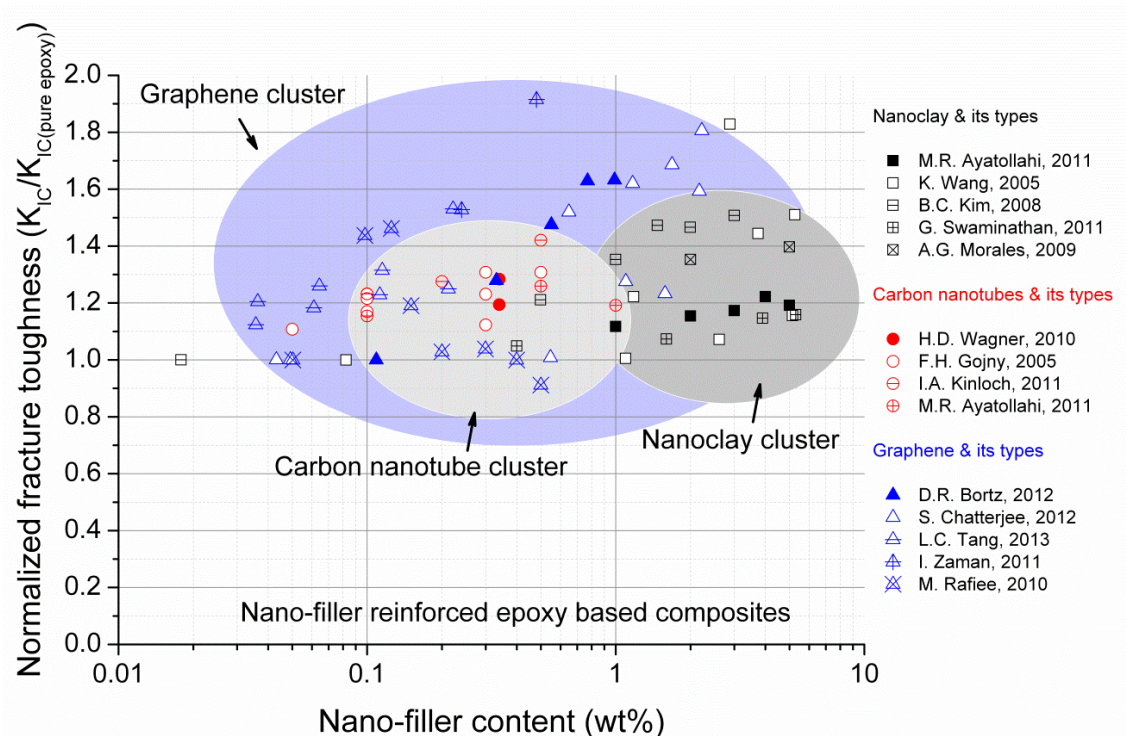 Normalized fracture toughness (K_IC/K_IC(pure epoxy))
2.0
1.8
1.6
1.4
1.2
1.0
0.8
0.6
0.4
0.2
0.0
Graphene cluster
Carbon nanotube cluster
Nanoclay cluster
Nano-filler reinforced epoxy based composites
0.01
0.1
1
10
Nano-filler content (wt%)
Nanoclay & its types
M.R. Ayatollahi, 2011
K. Wang, 2005
B.C. Kim, 2008
G. Swaminathan, 2011
A.G. Morales, 2009
Carbon nanotubes & its types
H.D. Wagner, 2010
F.H. Gojny, 2005
I.A. Kinloch, 2011
M.R. Ayatollahi, 2011
Graphene & its types
D.R. Bortz, 2012
S. Chatterjee, 2012
L.C. Tang, 2013
I. Zaman, 2011
M. Rafiee, 2010